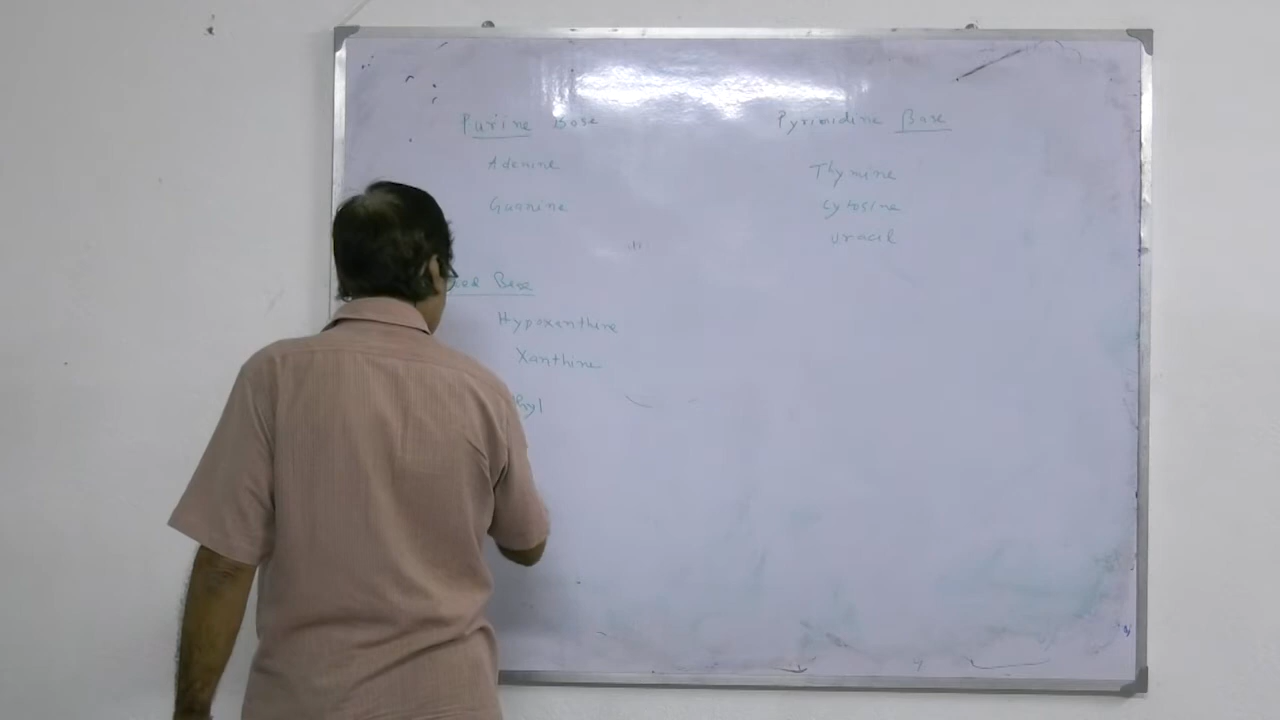 Purine Base
Adenine
Guanine
Base
Hypoxanthine
Xanthine
Pyrimidine Base
Thymine
Cytosine
Uracil